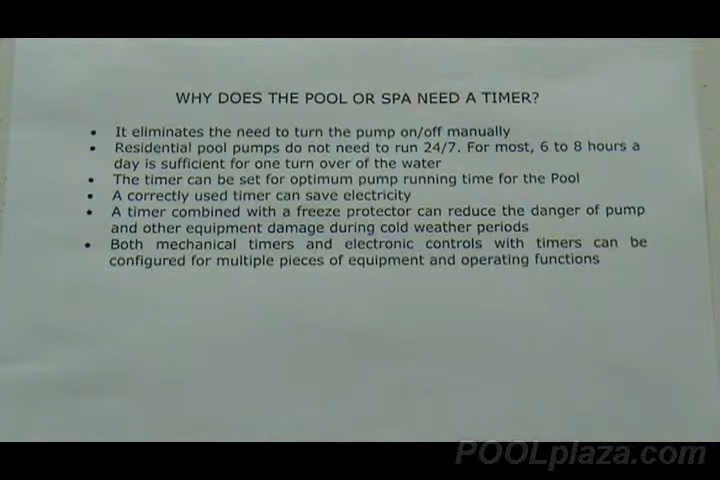 WHY DOES THE POOL OR SPA NEED A TIMER?
• It eliminates the need to turn the pump on/off manually
• Residential pool pumps do not need to run 24/7. For most, 6 to 8 hours a
day is sufficient for one turn over of the water
• The timer can be set for optimum pump running time for the Pool
• A correctly used timer can save electricity
• A timer combined with a freeze protector can reduce the danger of pump
and other equipment damage during cold weather periods
• Both mechanical timers and electronic controls with timers can be
configured for multiple pieces of equipment and operating functions
POOLplaza.com